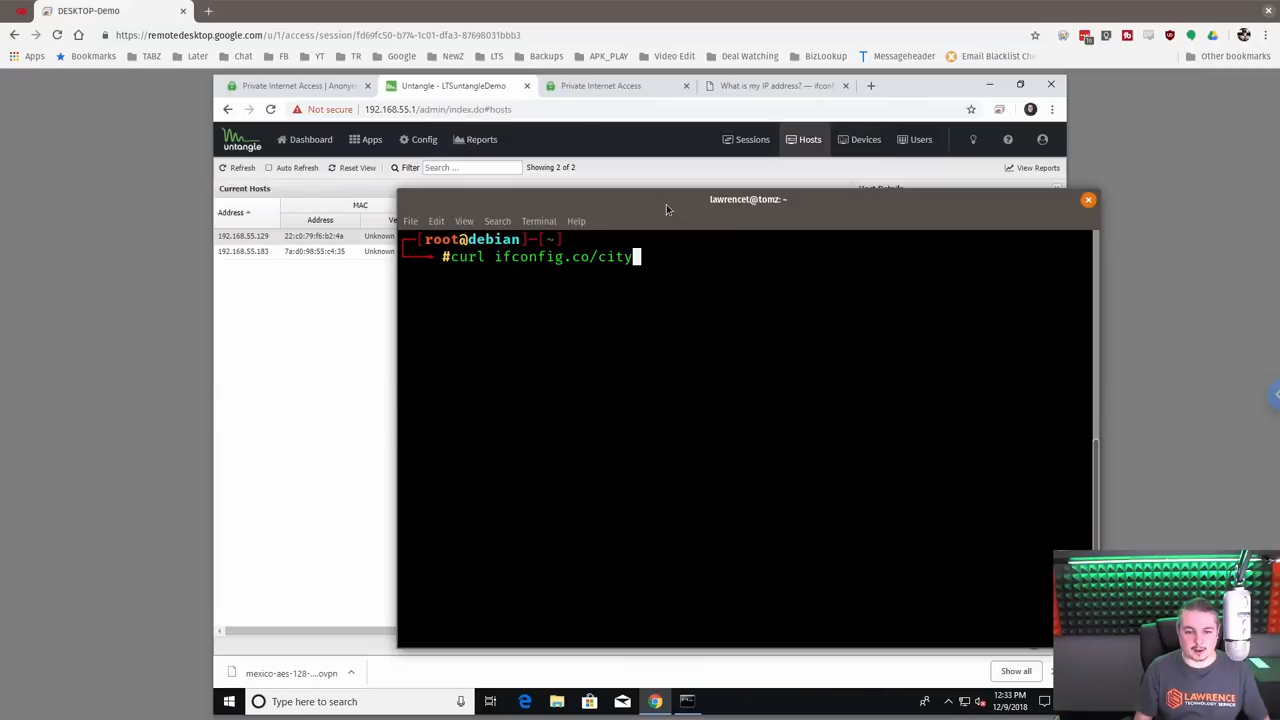 DESKTOP-Demo
https://remotedesktop.google.com/u/1/access/session/fd69fc50-b774-1c01-dfa3-87698031bbb3
Apps Bookmarks TABZ Later Chat FB YT TR Google NewZ LTS Backups APK_PLAY Video Edit Deal Watching BizLookup Messageheader Email Blacklist Che Other bookmarks
Private Internet Access | Anonym Untangle - LTSuntangleDemo Private Internet Access What is my IP address? — ifconf
Not secure 192.168.55.1/admin/index.do#hosts
untangle Dashboard Apps Config Reports Sessions Hosts Devices Users
Refresh Auto Refresh Reset View Filter Search ... Showing 2 of 2 View Reports
Current Hosts
Address MAC
Address Ve
192.168.55.129 22:c0:79:f6:b2:4a Unknown
192.168.55.183 7a:d0:98:55:c4:35 Unknown
lawrencet@tomz: ~
File Edit View Search Terminal Help
[root@debian]-[~]
#curl ifconfig.co/city
mexico-aes-128-....ovpn
Show all
Type here to search
12:33 PM
12/9/2018
LAWRENCE
TECHNOLOGY SERVICE